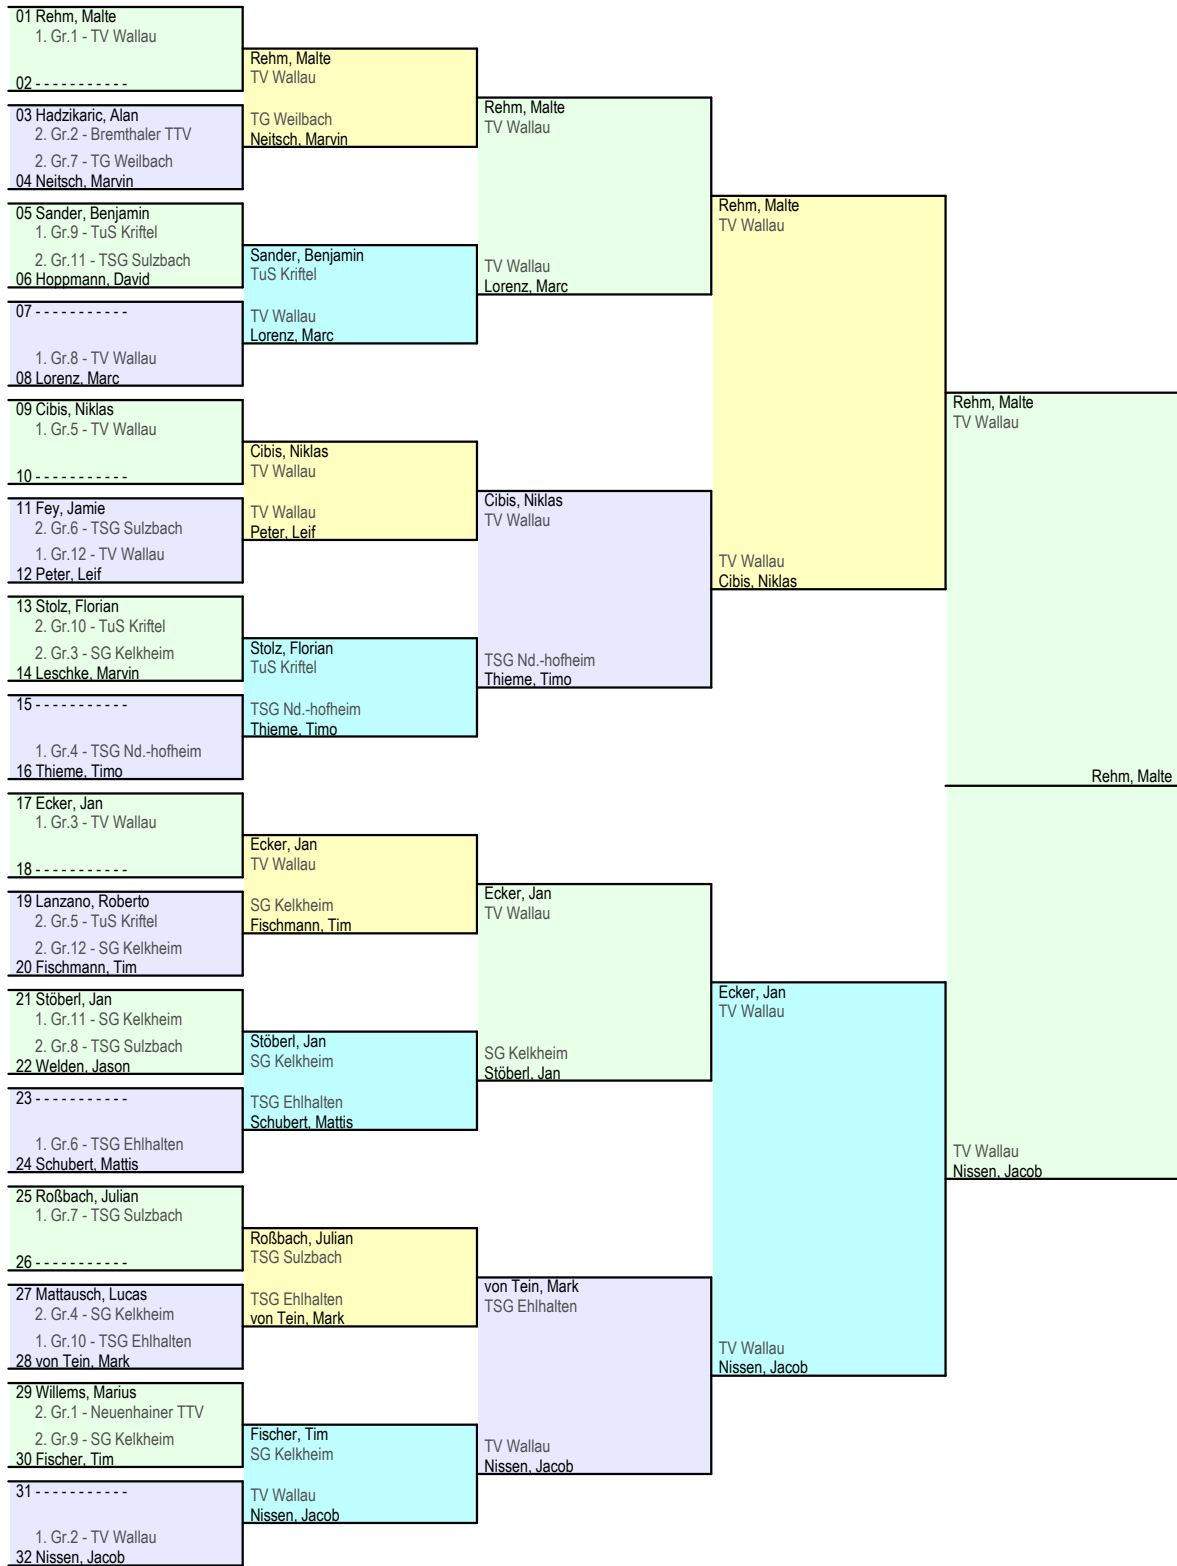 01 Rehm, Malte
1. Gr.1 - TV Wallau
02 - - - - - - - - - - -
03 Hadzikaric, Alan
2. Gr.2 - Bremthaler TTV
2. Gr.7 - TG Weilbach
04 Neitsch, Marvin
05 Sander, Benjamin
1. Gr.9 - TuS Kriftel
2. Gr.11 - TSG Sulzbach
06 Hoppmann, David
07 - - - - - - - - - - -
1. Gr.8 - TV Wallau
08 Lorenz, Marc
09 Cibis, Niklas
1. Gr.5 - TV Wallau
10 - - - - - - - - - - -
11 Fey, Jamie
2. Gr.6 - TSG Sulzbach
1. Gr.12 - TV Wallau
12 Peter, Leif
13 Stolz, Florian
2. Gr.10 - TuS Kriftel
2. Gr.3 - SG Kelkheim
14 Leschke, Marvin
15 - - - - - - - - - - -
1. Gr.4 - TSG Nd.-hofheim
16 Thieme, Timo
17 Ecker, Jan
1. Gr.3 - TV Wallau
18 - - - - - - - - - - -
19 Lanzano, Roberto
2. Gr.5 - TuS Kriftel
2. Gr.12 - SG Kelkheim
20 Fischmann, Tim
21 Stöberl, Jan
1. Gr.11 - SG Kelkheim
2. Gr.8 - TSG Sulzbach
22 Welden, Jason
23 - - - - - - - - - - -
1. Gr.6 - TSG Ehlhalten
24 Schubert, Mattis
25 Roßbach, Julian
1. Gr.7 - TSG Sulzbach
26 - - - - - - - - - - -
27 Mattausch, Lucas
2. Gr.4 - SG Kelkheim
1. Gr.10 - TSG Ehlhalten
28 von Tein, Mark
29 Willems, Marius
2. Gr.1 - Neuenhainer TTV
2. Gr.9 - SG Kelkheim
30 Fischer, Tim
31 - - - - - - - - - - -
1. Gr.2 - TV Wallau
32 Nissen, Jacob
Rehm, Malte
TV Wallau
TG Weilbach
Neitsch, Marvin
Sander, Benjamin
TuS Kriftel
TV Wallau
Lorenz, Marc
Cibis, Niklas
TV Wallau
TV Wallau
Peter, Leif
Stolz, Florian
TuS Kriftel
TSG Nd.-hofheim
Thieme, Timo
Ecker, Jan
TV Wallau
SG Kelkheim
Fischmann, Tim
Stöberl, Jan
SG Kelkheim
TSG Ehlhalten
Schubert, Mattis
Roßbach, Julian
TSG Sulzbach
TSG Ehlhalten
von Tein, Mark
Fischer, Tim
SG Kelkheim
TV Wallau
Nissen, Jacob
Rehm, Malte
TV Wallau
TV Wallau
Lorenz, Marc
Cibis, Niklas
TV Wallau
TSG Nd.-hofheim
Thieme, Timo
Ecker, Jan
TV Wallau
SG Kelkheim
Stöberl, Jan
von Tein, Mark
TSG Ehlhalten
TV Wallau
Nissen, Jacob
Rehm, Malte
TV Wallau
TV Wallau
Cibis, Niklas
Ecker, Jan
TV Wallau
TV Wallau
Nissen, Jacob
Rehm, Malte
TV Wallau
TV Wallau
Nissen, Jacob
Rehm, Malte